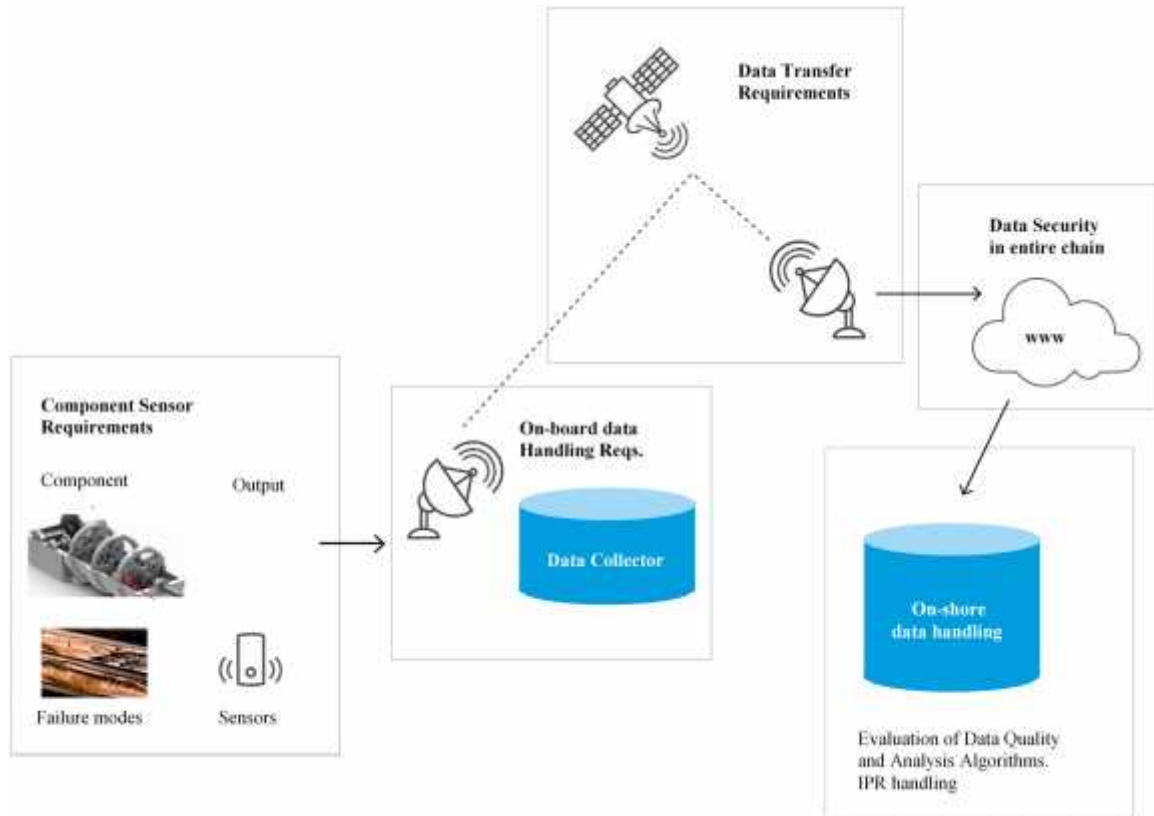 Data Transfer
Requirements
Data Security
in entire chain
www
Component Sensor
Requirements
Component
Output
Failure modes
Sensors
On-board data
Handling Reqs.
Data Collector
On-shore
data handling
Evaluation of Data Quality
and Analysis Algorithms.
IPR handling